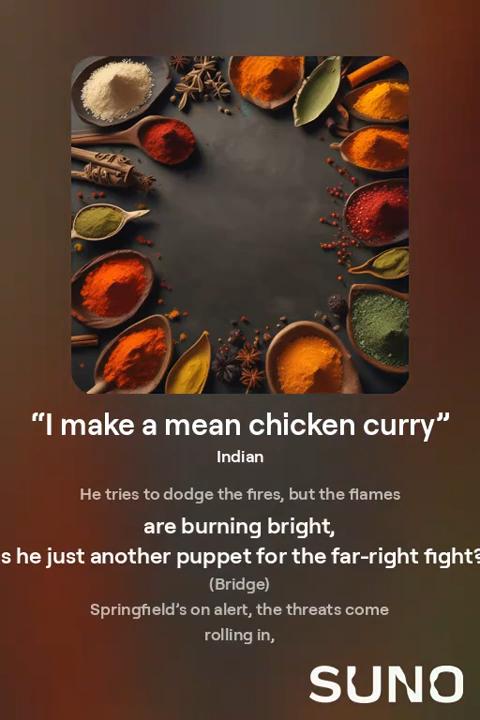 “I make a mean chicken curry”
Indian
He tries to dodge the fires, but the flames
are burning bright,
s he just another puppet for the far-right fight?
(Bridge)
Springfield’s on alert, the threats come
rolling in,
SUNO